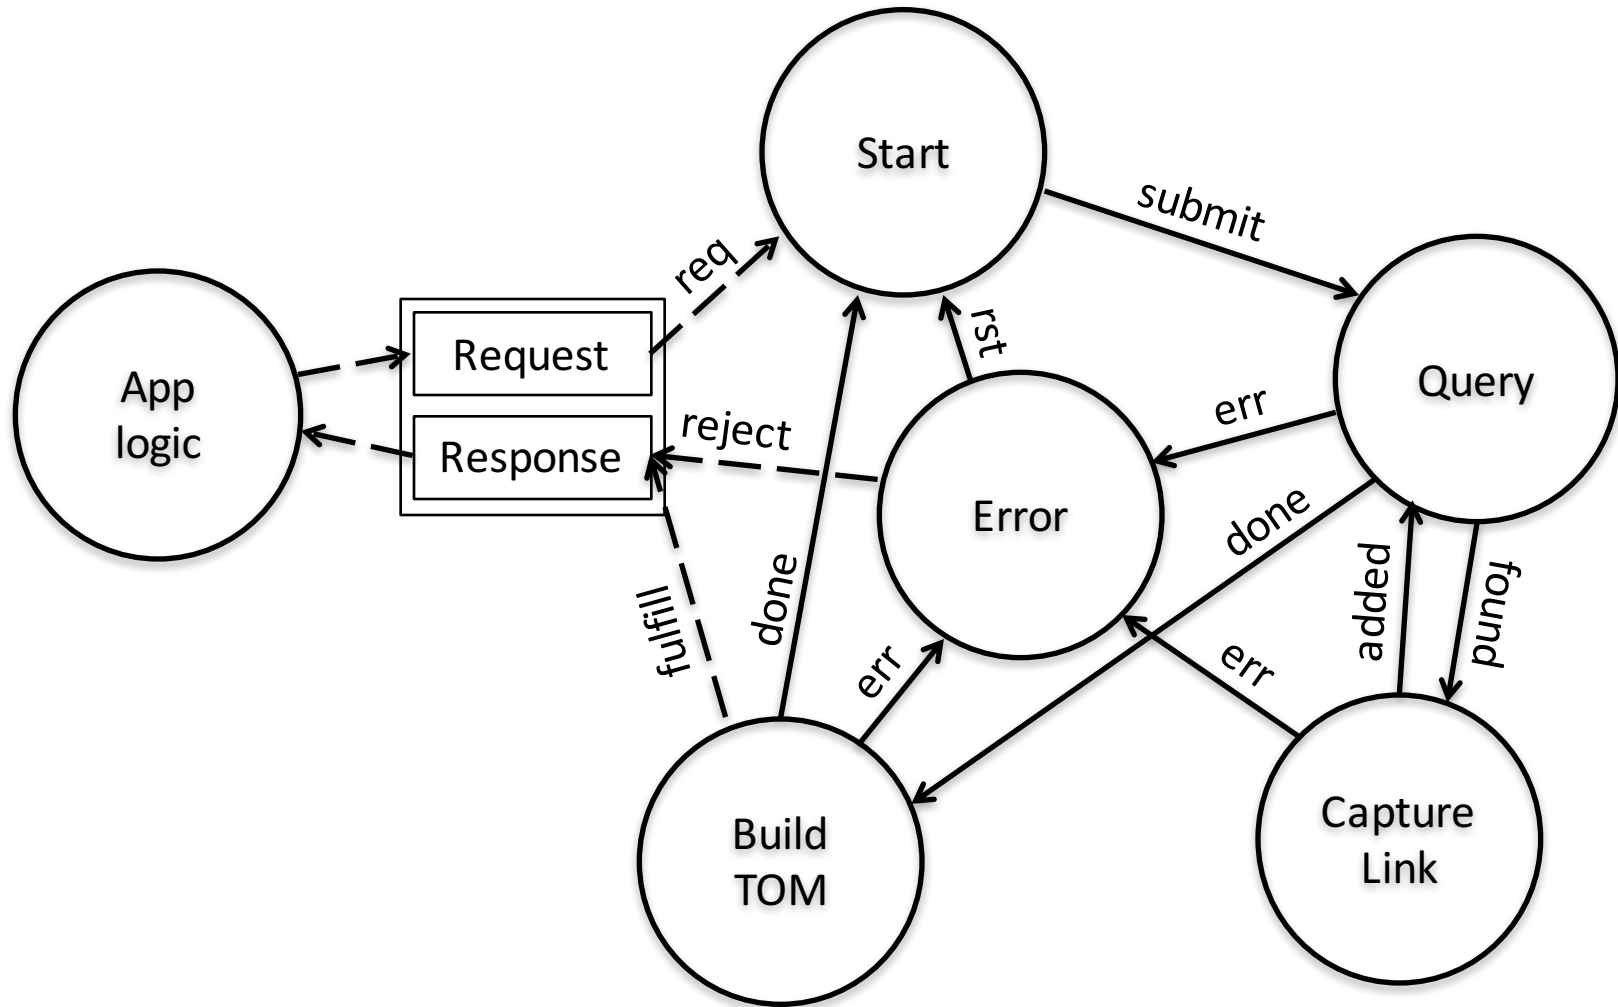 Start
submit
req
Request
rst
App
logic
Query
err
reject
Response
Error
done
added
found
done
fulfill
err
err
Build
TOM
Capture
Link